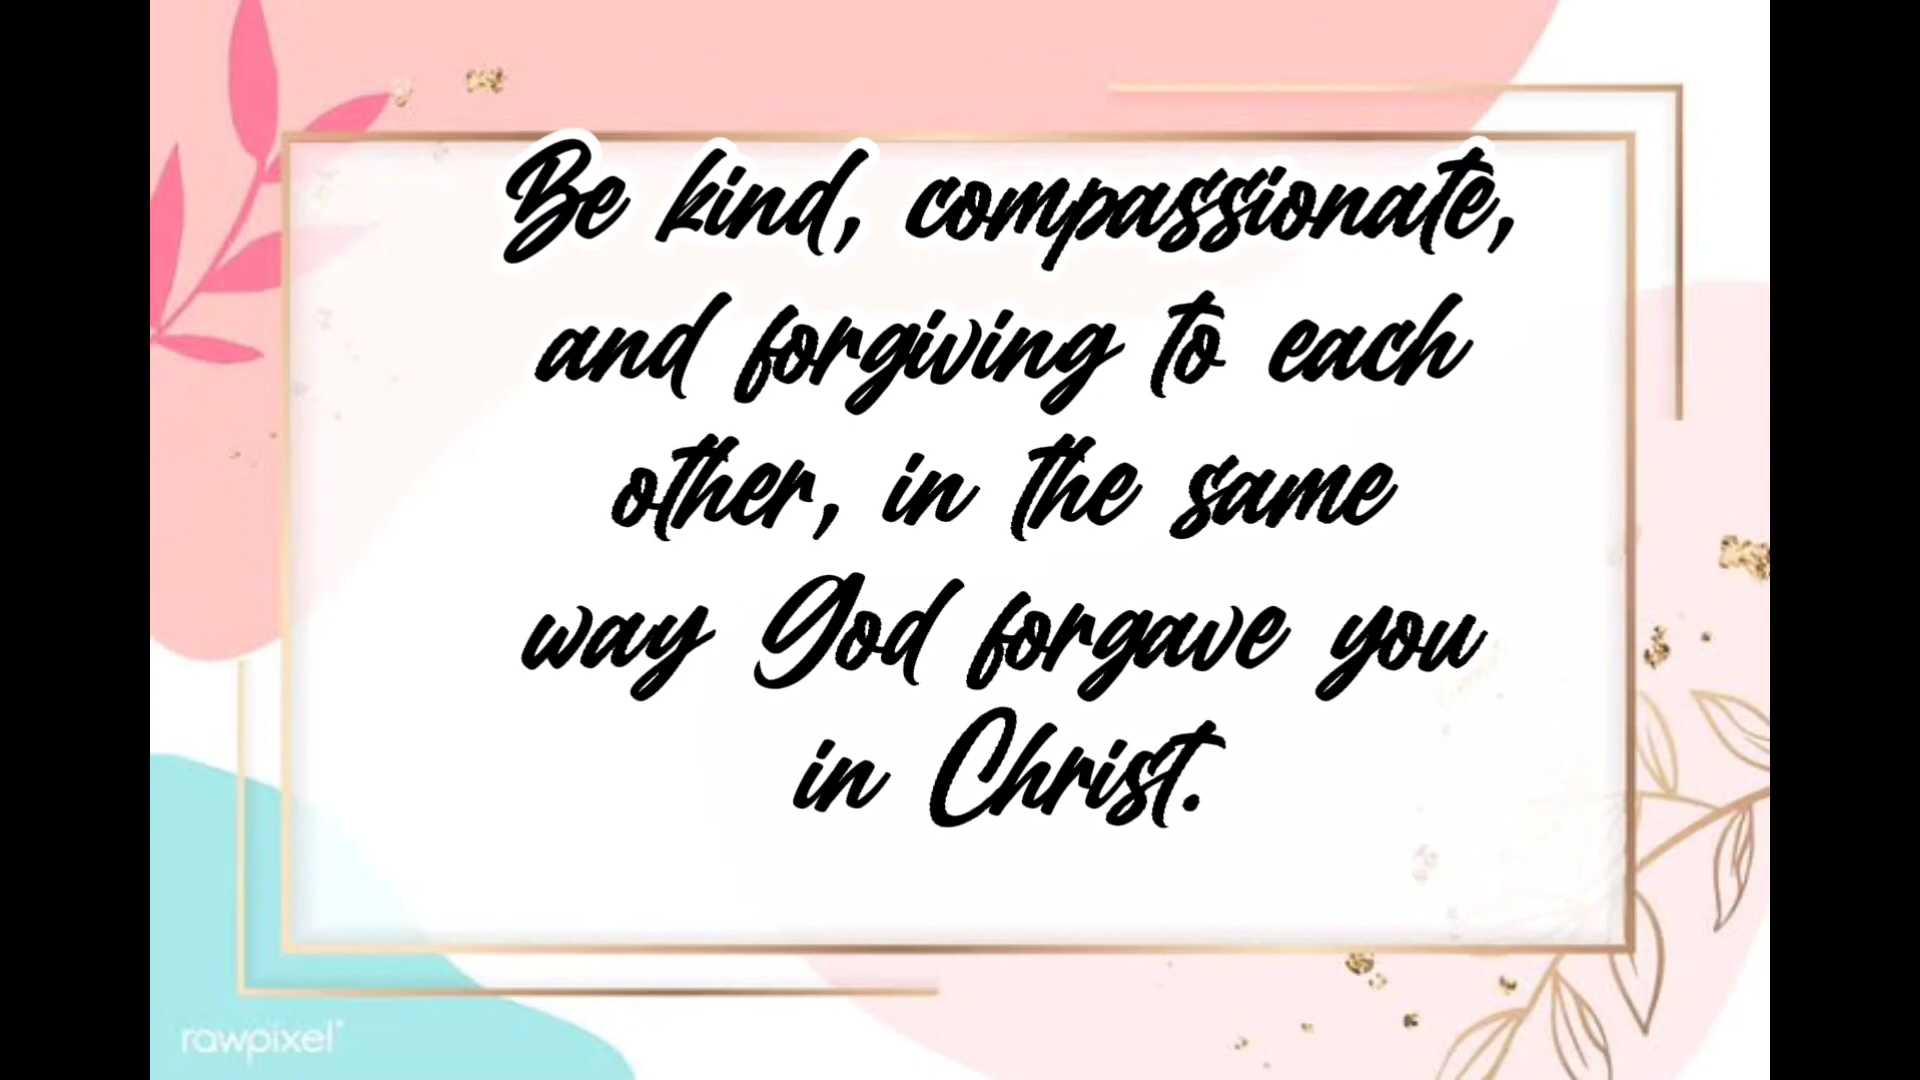 Be kind, compassionate,
and forgiving to each
other, in the same
way God forgave you
in Christ.
rawpixel